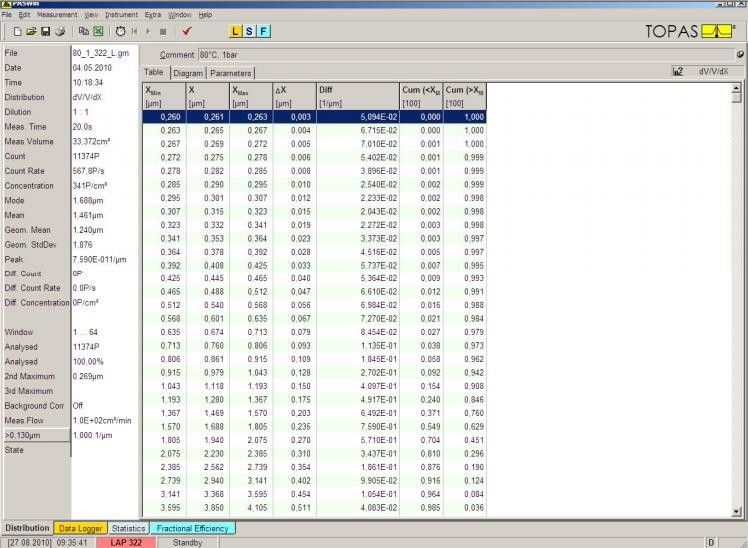 PASWin
File Edit Measurement View Instrument Extra Window Help
L S F
TOPAS
File 80_1_322_L.gm
Date 04.05.2010
Time 10:18:34
Distribution dV/V/dX
Dilution 1 : 1
Meas. Time 20,0s
Meas.Volume 33,372cm³
Count 11374P
Count Rate 567,8P/s
Concentration 341P/cm³
Mode 1,688µm
Mean 1,461µm
Geom. Mean 1,240µm
Geom. StdDev 1,876
Peak 7,590E-011/µm
Diff. Count 0P
Diff. Count Rate 0,0P/s
Diff. Concentration 0P/cm³
Window 1 ... 64
Analysed 11374P
Analysed 100,00%
2nd Maximum 0,269µm
3rd Maximum
Background Corr Off
Meas.Flow 1,0E+02cm³/min
>0,130µm 1,000 1/µm
State
Comment: 80°C, 1bar
Table Diagram Parameters dV/V/dX
XMin X XMax ΔX Diff Cum (<XM Cum (>XM
[µm] [µm] [µm] [µm] [1/µm] [100] [100]
0,260 0,261 0,263 0,003 5,094E-02 0,000 1,000
0,263 0,265 0,267 0,004 6,715E-02 0,000 1,000
0,267 0,269 0,272 0,005 7,010E-02 0,001 1,000
0,272 0,275 0,278 0,006 5,402E-02 0,001 0,999
0,278 0,282 0,285 0,008 3,896E-02 0,001 0,999
0,285 0,290 0,295 0,010 2,540E-02 0,002 0,999
0,295 0,301 0,307 0,012 2,233E-02 0,002 0,998
0,307 0,315 0,323 0,015 2,043E-02 0,002 0,998
0,323 0,332 0,341 0,019 2,272E-02 0,003 0,998
0,341 0,353 0,364 0,023 3,373E-02 0,003 0,997
0,364 0,378 0,392 0,028 4,516E-02 0,005 0,997
0,392 0,408 0,425 0,033 5,737E-02 0,007 0,995
0,425 0,445 0,465 0,040 5,364E-02 0,009 0,993
0,465 0,488 0,512 0,047 6,610E-02 0,012 0,991
0,512 0,540 0,568 0,056 6,984E-02 0,016 0,988
0,568 0,601 0,635 0,067 7,270E-02 0,021 0,984
0,635 0,674 0,713 0,079 8,454E-02 0,027 0,979
0,713 0,760 0,806 0,093 1,135E-01 0,038 0,973
0,806 0,861 0,915 0,109 1,845E-01 0,058 0,962
0,915 0,979 1,043 0,128 2,702E-01 0,092 0,942
1,043 1,118 1,193 0,150 4,097E-01 0,154 0,908
1,193 1,280 1,367 0,175 4,917E-01 0,240 0,846
1,367 1,469 1,570 0,203 6,492E-01 0,371 0,760
1,570 1,688 1,805 0,235 7,590E-01 0,549 0,629
1,805 1,940 2,075 0,270 5,710E-01 0,704 0,451
2,075 2,230 2,385 0,310 3,437E-01 0,810 0,296
2,385 2,562 2,739 0,354 1,861E-01 0,876 0,190
2,739 2,940 3,141 0,402 9,905E-02 0,916 0,124
3,141 3,368 3,595 0,454 1,054E-01 0,964 0,084
3,595 3,850 4,105 0,511 4,083E-02 0,985 0,036
Distribution Data Logger Statistics Fractional Efficiency
[27.08.2010] 09:35:41 LAP 322 Standby D